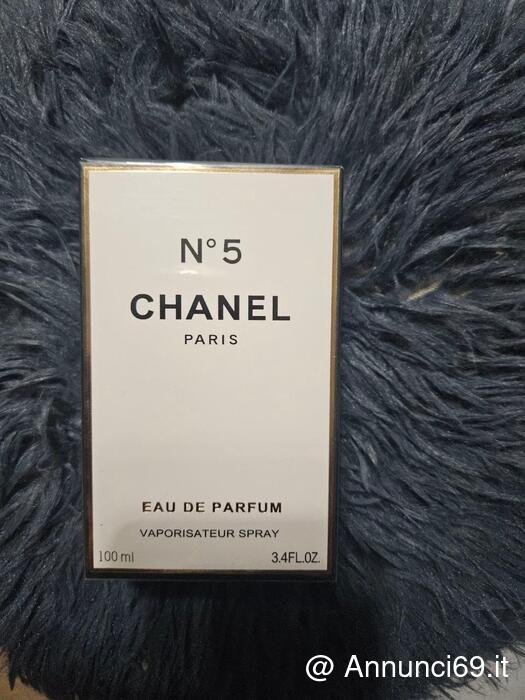 N°5
CHANEL
PARIS
EAU DE PARFUM
VAPORISATEUR SPRAY
100 ml 3.4FL.OZ.
@ Annunci69.it